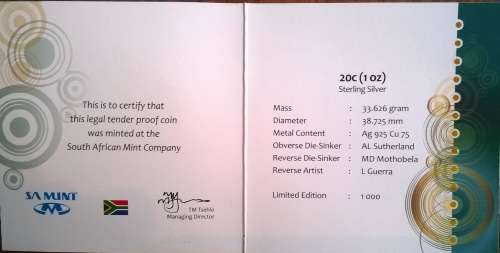 This is to certify that
this legal tender proof coin
was minted at the
South African Mint Company
SA MINT
TM Tsehlo
Managing Director
20c (1 oz)
Sterling Silver
Mass : 33.626 gram
Diameter : 38.725 mm
Metal Content : Ag 925 Cu 75
Obverse Die-Sinker : AL Sutherland
Reverse Die-Sinker : MD Mothobela
Reverse Artist : L Guerra
Limited Edition : 1 000